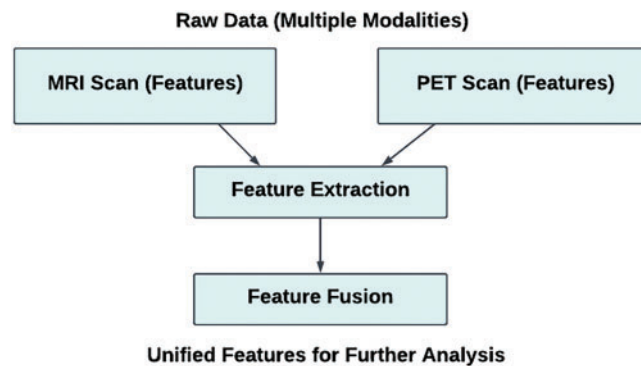 Raw Data (Multiple Modalities)
MRI Scan (Features)
PET Scan (Features)
Feature Extraction
Feature Fusion
Unified Features for Further Analysis